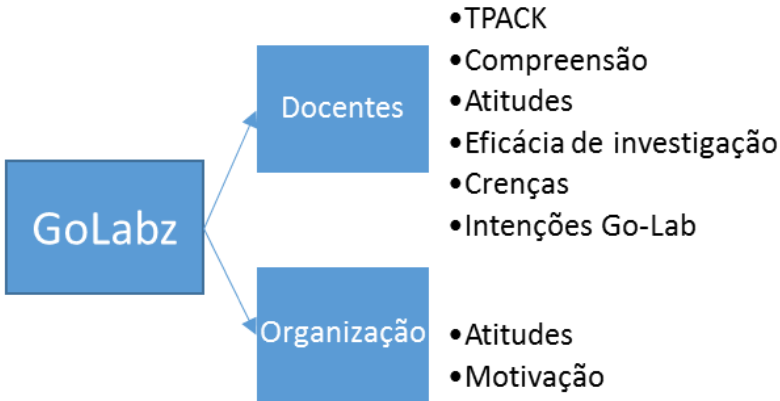 GoLabz
Docentes
•TPACK
•Compreensão
•Atitudes
•Eficácia de investigação
•Crenças
•Intenções Go-Lab
Organização
•Atitudes
•Motivação